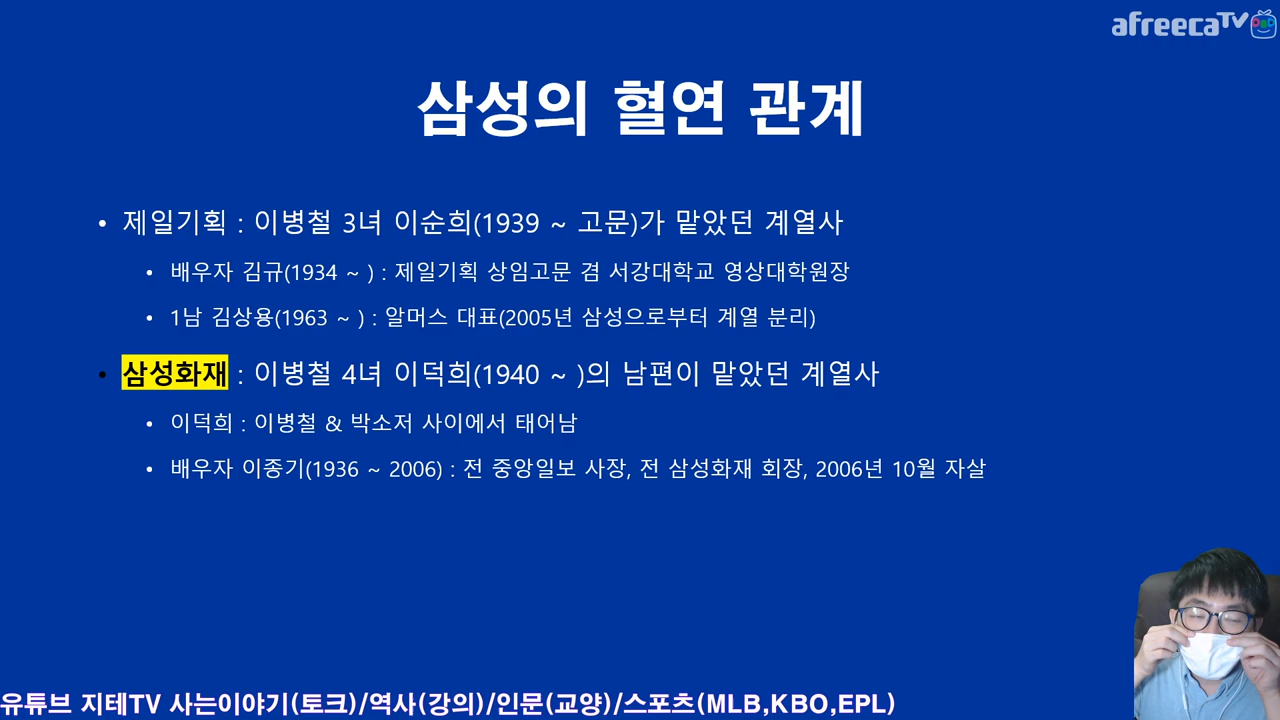 afreecaTV
삼성의 혈연 관계
• 제일기획 : 이병철 3녀 이순희(1939 ~ 고문)가 맡았던 계열사
• 배우자 김규(1934 ~ ) : 제일기획 상임고문 겸 서강대학교 영상대학원장
• 1남 김상용(1963 ~ ) : 알머스 대표(2005년 삼성으로부터 계열 분리)
• 삼성화재 : 이병철 4녀 이덕희(1940 ~ )의 남편이 맡았던 계열사
• 이덕희 : 이병철 & 박소저 사이에서 태어남
• 배우자 이종기(1936 ~ 2006) : 전 중앙일보 사장, 전 삼성화재 회장, 2006년 10월 자살
유튜브 지테TV 사는이야기(토크)/역사(강의)/인문(교양)/스포츠(MLB,KBO,EPL)